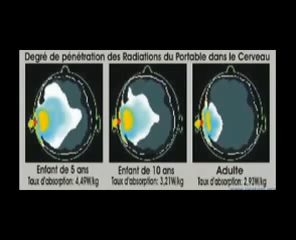 Degré de pénétration des Radiations du Portable dans le Cerveau
Enfant de 5 ans
Taux d'absorption: 4,49W/kg
Enfant de 10 ans
Taux d'absorption: 3,21W/kg
Adulte
Taux d'absorption: 2,93W/kg